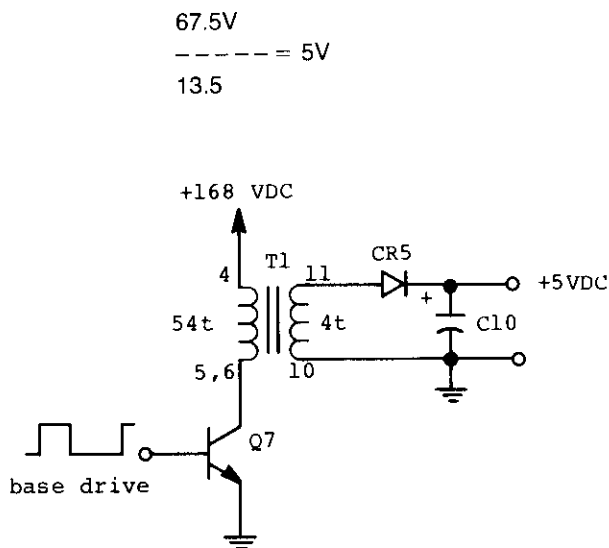 67.5V
----- = 5V
13.5
+168 VDC
4
T1
11
CR5
+
+5VDC
54t
4t
C10
5,6
10
Q7
base drive